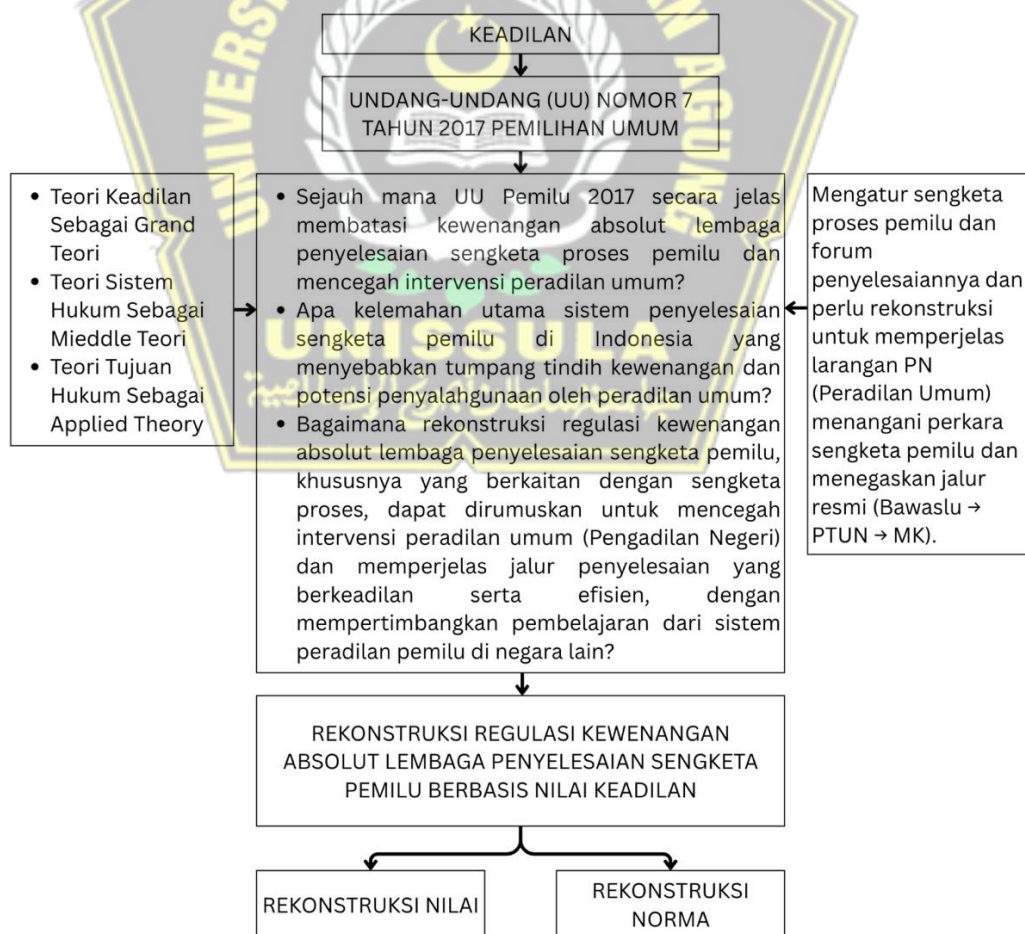 KEADILAN
UNDANG-UNDANG (UU) NOMOR 7
TAHUN 2017 PEMILIHAN UMUM
• Teori Keadilan
Sebagai Grand
Teori
• Teori Sistem
Hukum Sebagai
Mieddle Teori
• Teori Tujuan
Hukum Sebagai
Applied Theory
• Sejauh mana UU Pemilu 2017 secara jelas
membatasi kewenangan absolut lembaga
penyelesaian sengketa proses pemilu dan
mencegah intervensi peradilan umum?
• Apa kelemahan utama sistem penyelesaian
sengketa pemilu di Indonesia yang
menyebabkan tumpang tindih kewenangan dan
potensi penyalahgunaan oleh peradilan umum?
• Bagaimana rekonstruksi regulasi kewenangan
absolut lembaga penyelesaian sengketa pemilu,
khususnya yang berkaitan dengan sengketa
proses, dapat dirumuskan untuk mencegah
intervensi peradilan umum (Pengadilan Negeri)
dan memperjelas jalur penyelesaian yang
berkeadilan serta efisien, dengan
mempertimbangkan pembelajaran dari sistem
peradilan pemilu di negara lain?
Mengatur sengketa
proses pemilu dan
forum
penyelesaiannya dan
perlu rekonstruksi
untuk memperjelas
larangan PN
(Peradilan Umum)
menangani perkara
sengketa pemilu dan
menegaskan jalur
resmi (Bawaslu →
PTUN → MK).
REKONSTRUKSI REGULASI KEWENANGAN
ABSOLUT LEMBAGA PENYELESAIAN SENGKETA
PEMILU BERBASIS NILAI KEADILAN
REKONSTRUKSI NILAI
REKONSTRUKSI
NORMA
UNISSULA
AGUNG